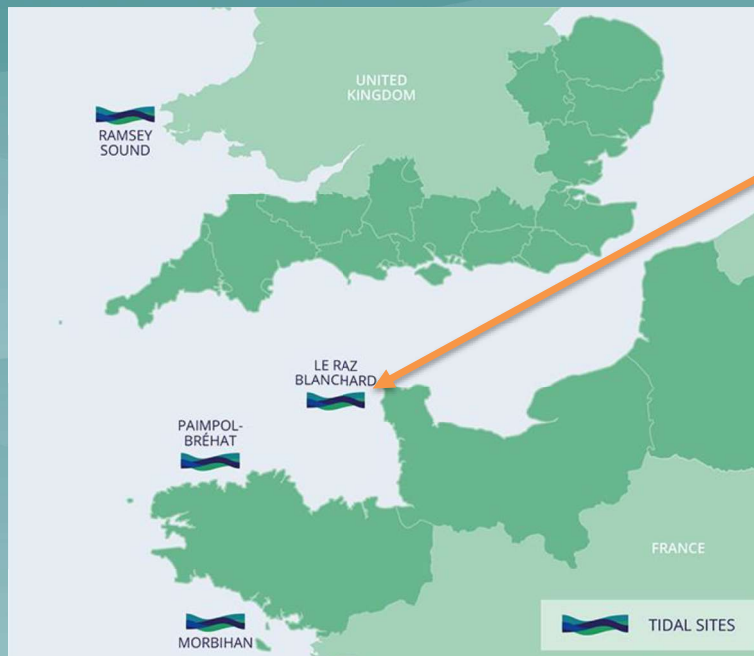 UNITED
KINGDOM
RAMSEY
SOUND
LE RAZ
BLANCHARD
PAIMPOL-
BRÉHAT
FRANCE
MORBIHAN
TIDAL SITES